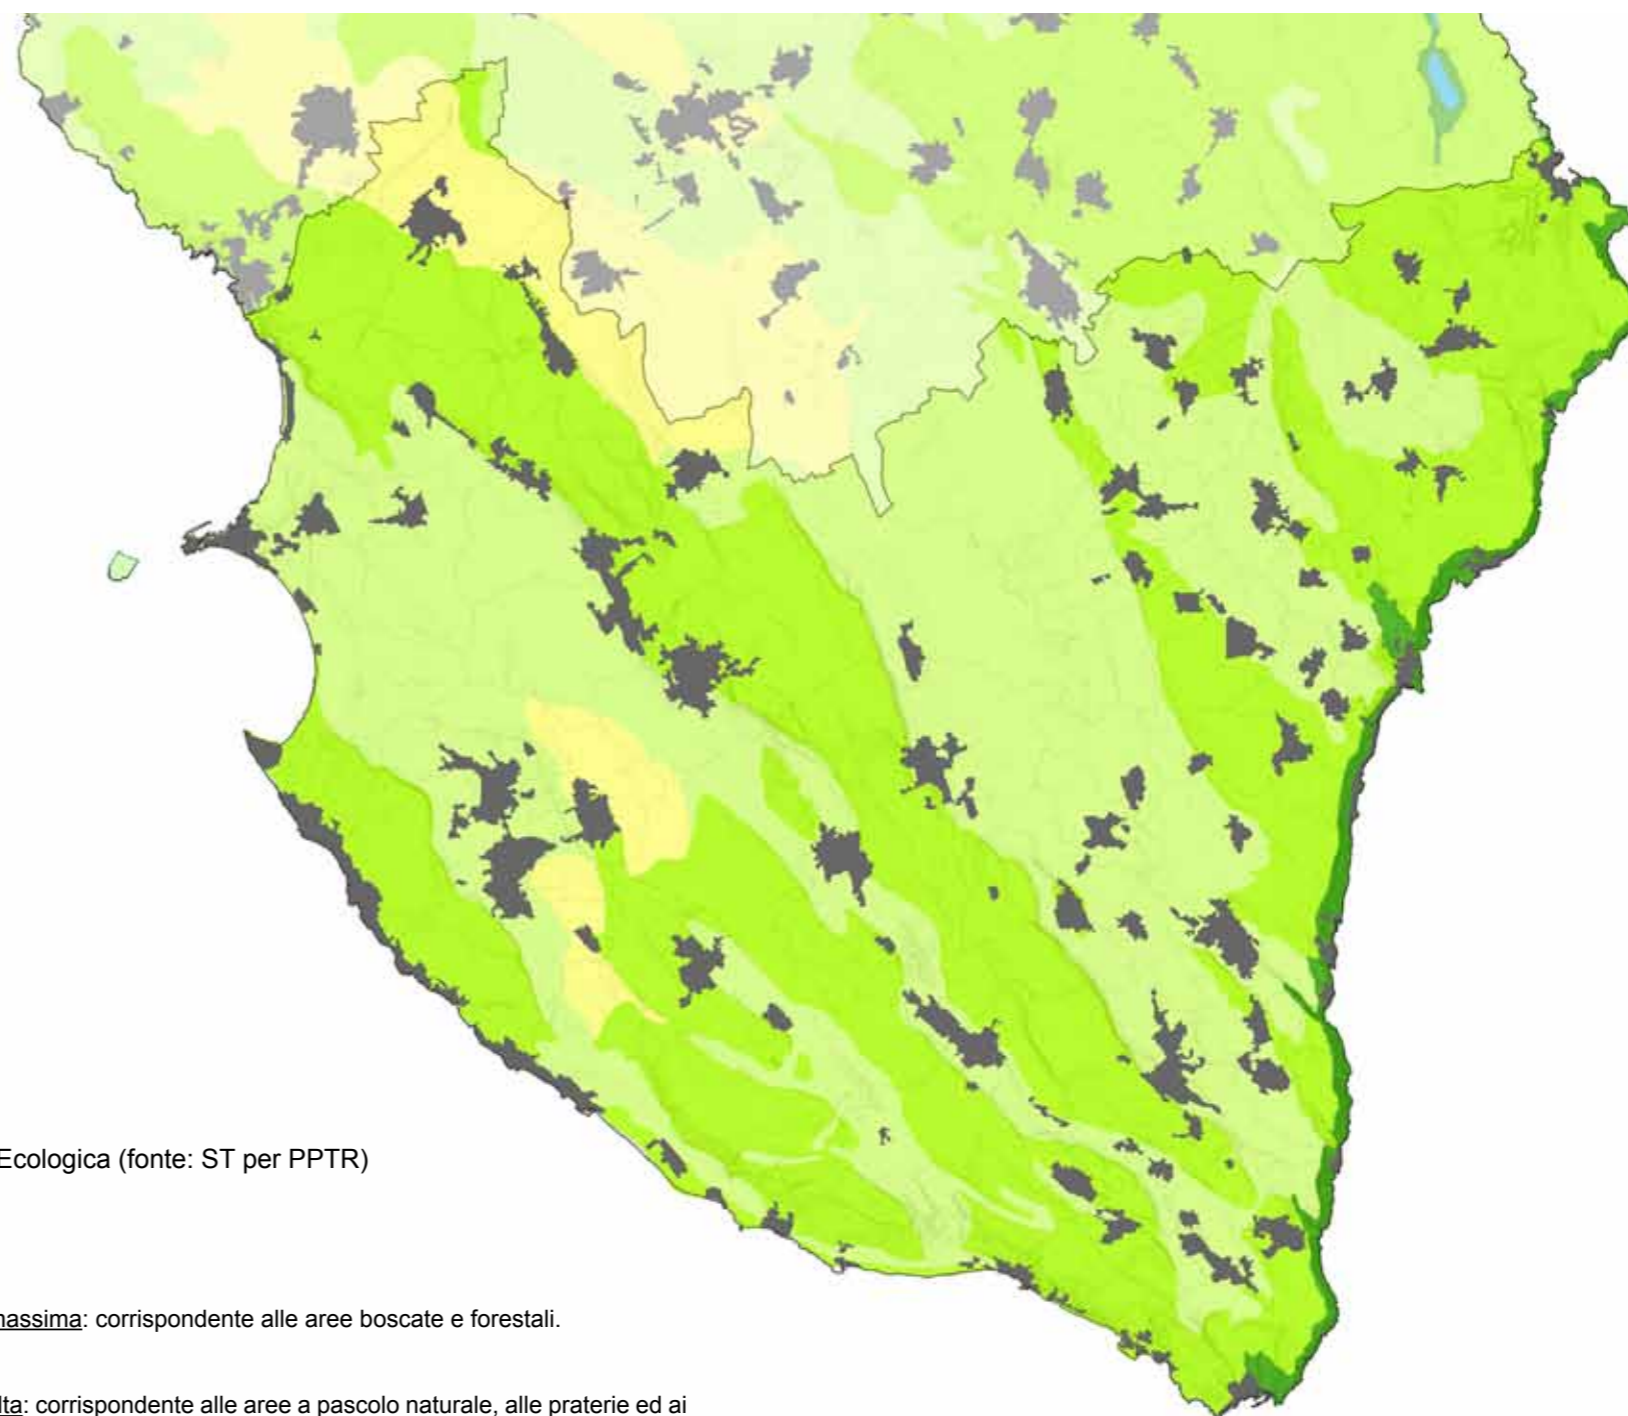 Ecologica (fonte: ST per PPTR)
massima: corrispondente alle aree boscate e forestali.
lta: corrispondente alle aree a pascolo naturale, alle praterie ed ai